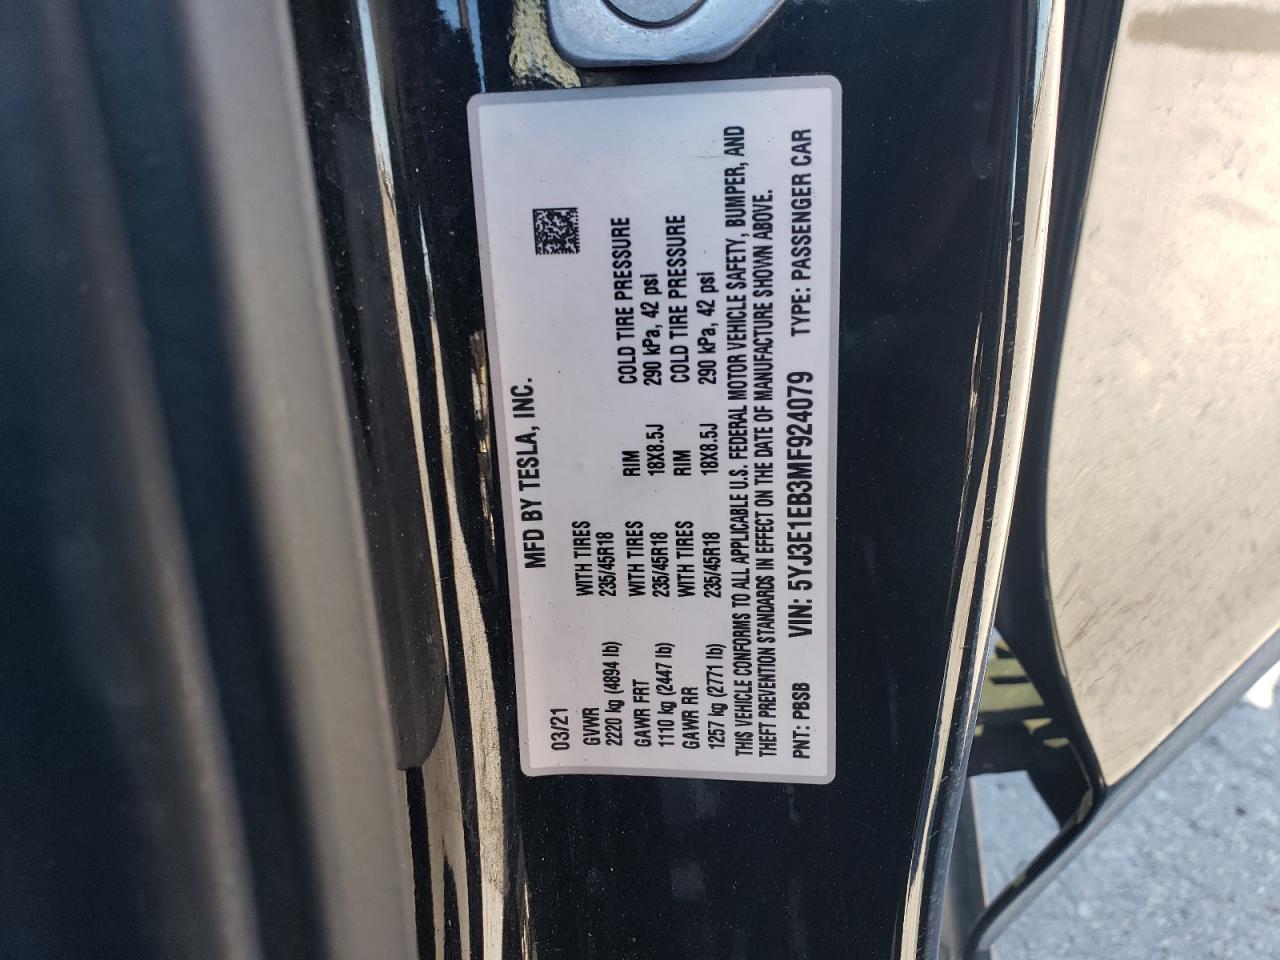 MFD BY TESLA, INC.
03/21
GVWR WITH TIRES
2220 kg (4894 lb) 235/45R18
GAWR FRT WITH TIRES RIM COLD TIRE PRESSURE
1110 kg (2447 lb) 235/45R18 18X8.5J 290 kPa, 42 psi
GAWR RR WITH TIRES RIM COLD TIRE PRESSURE
1257 kg (2771 lb) 235/45R18 18X8.5J 290 kPa, 42 psi
THIS VEHICLE CONFORMS TO ALL APPLICABLE U.S. FEDERAL MOTOR VEHICLE SAFETY, BUMPER, AND
THEFT PREVENTION STANDARDS IN EFFECT ON THE DATE OF MANUFACTURE SHOWN ABOVE.
PNT: PBSB VIN: 5YJ3E1EB3MF924079 TYPE: PASSENGER CAR